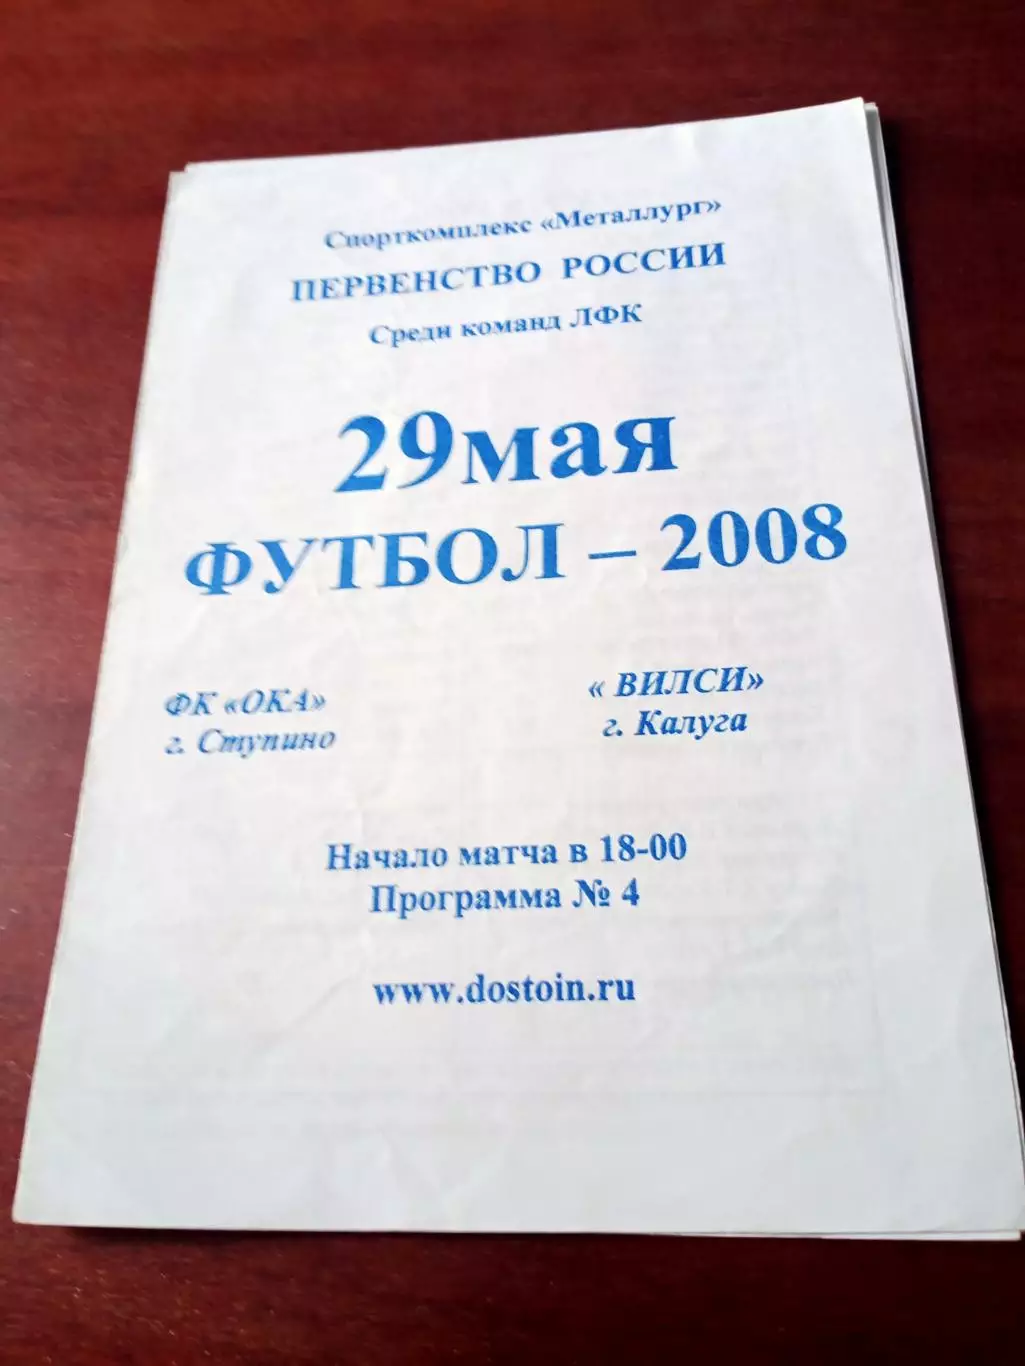 Спорткомплекс «Металлург»
ПЕРВЕНСТВО РОССИИ
Среди команд ЛФК
29мая
ФУТБОЛ – 2008
ФК «ОКА»
г. Ступино
« ВИЛСИ»
г. Калуга
Начало матча в 18-00
Программа № 4
www.dostoin.ru